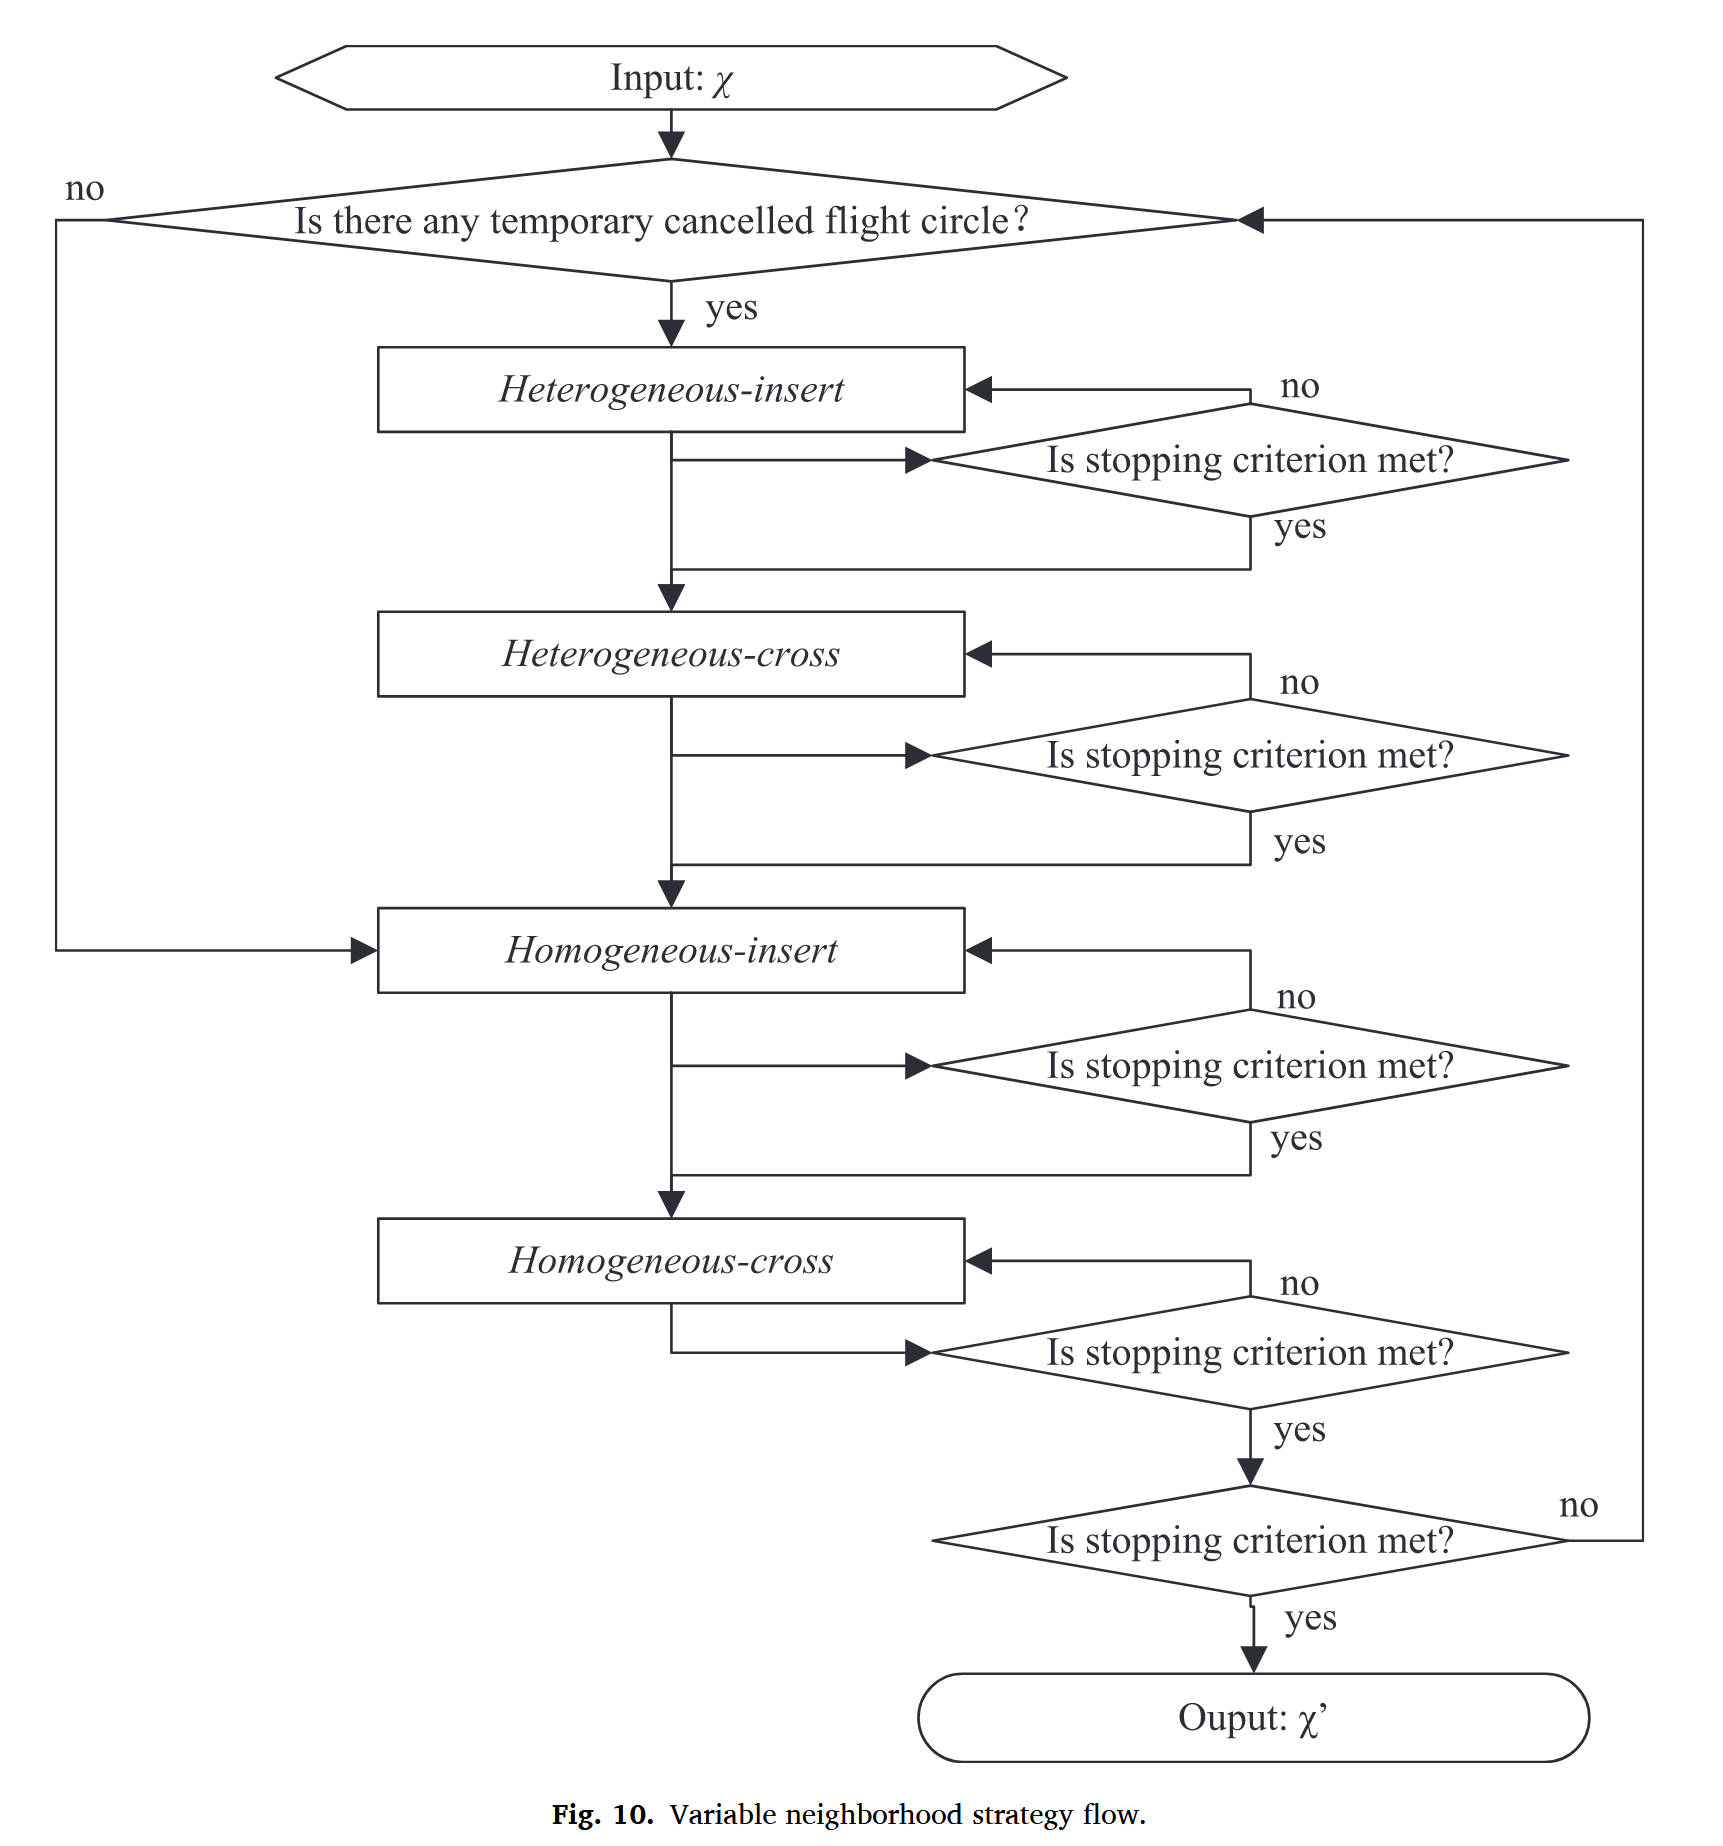 Input: χ
no
Is there any temporary cancelled flight circle?
yes
Heterogeneous-insert
no
Is stopping criterion met?
yes
Heterogeneous-cross
no
Is stopping criterion met?
yes
Homogeneous-insert
no
Is stopping criterion met?
yes
Homogeneous-cross
no
Is stopping criterion met?
yes
no
Is stopping criterion met?
yes
Ouput: χ’
Fig. 10. Variable neighborhood strategy flow.